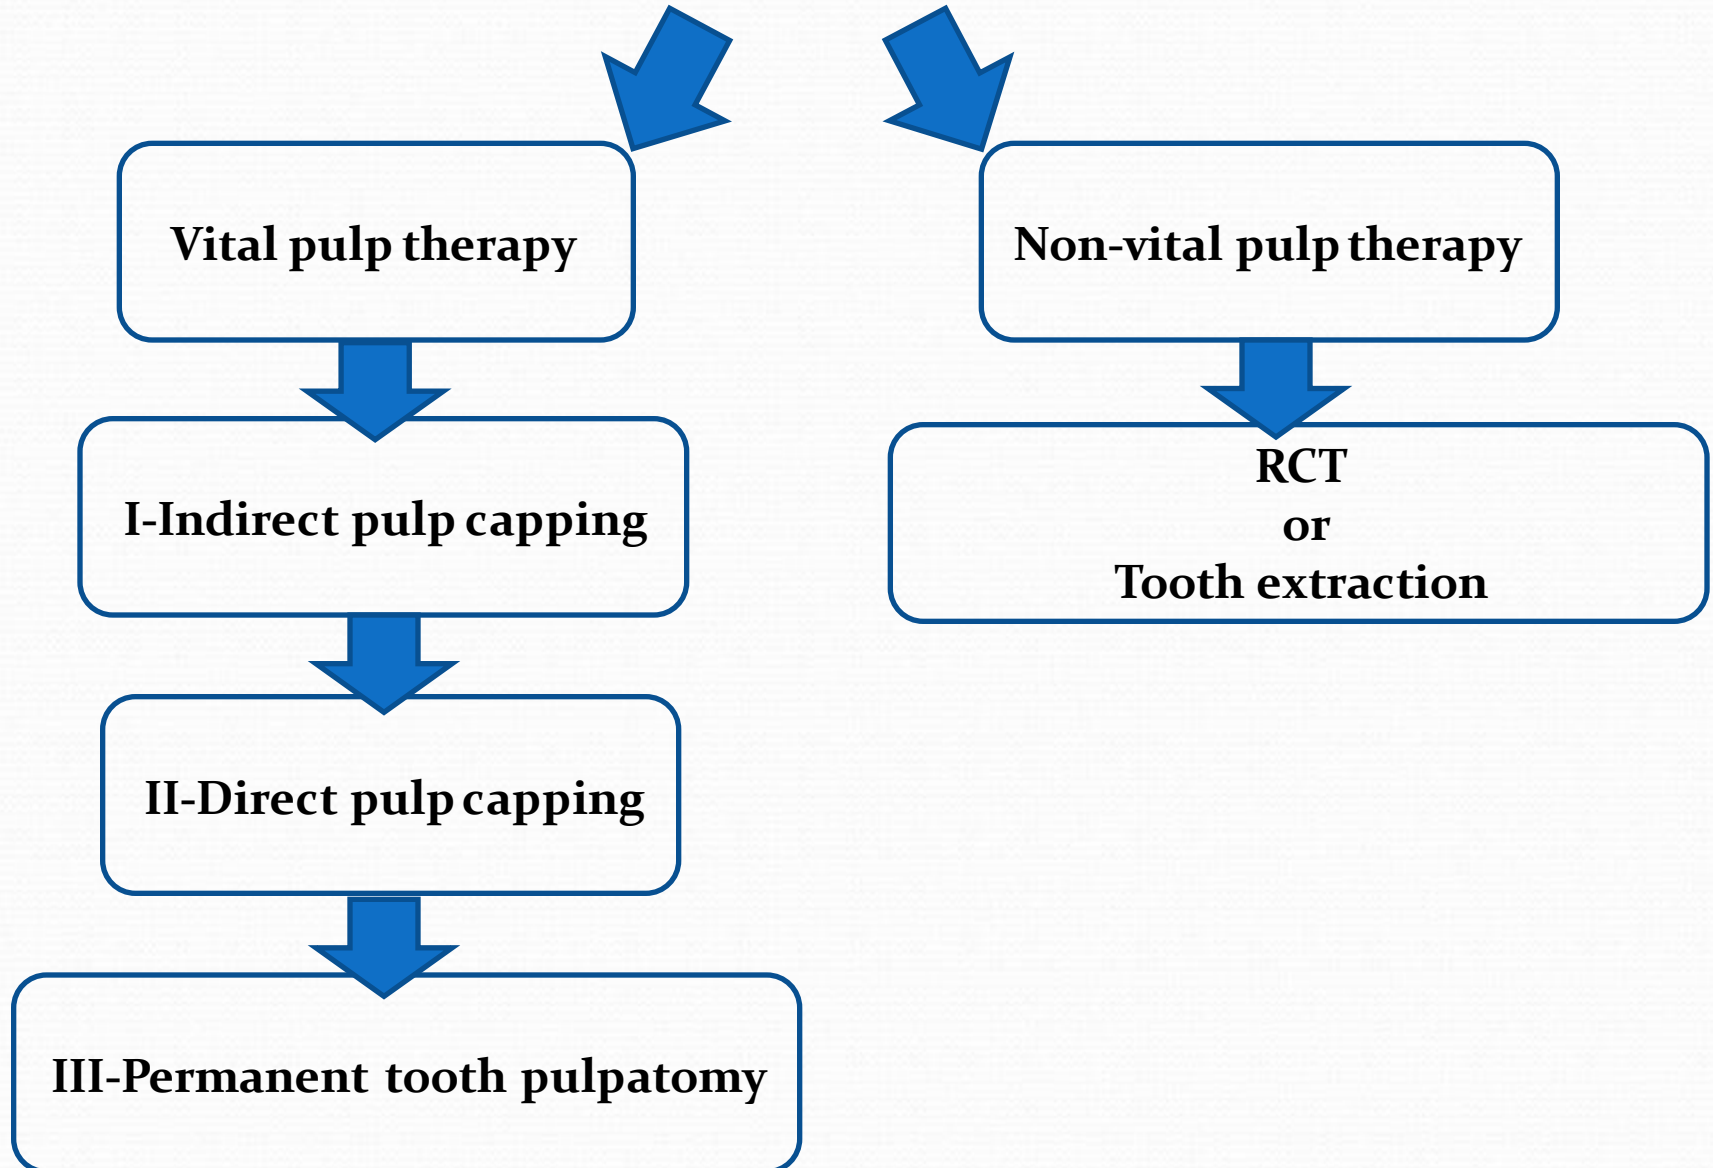 Vital pulp therapy
Non-vital pulp therapy
I-Indirect pulp capping
RCT
or
Tooth extraction
II-Direct pulp capping
III-Permanent tooth pulpatomy